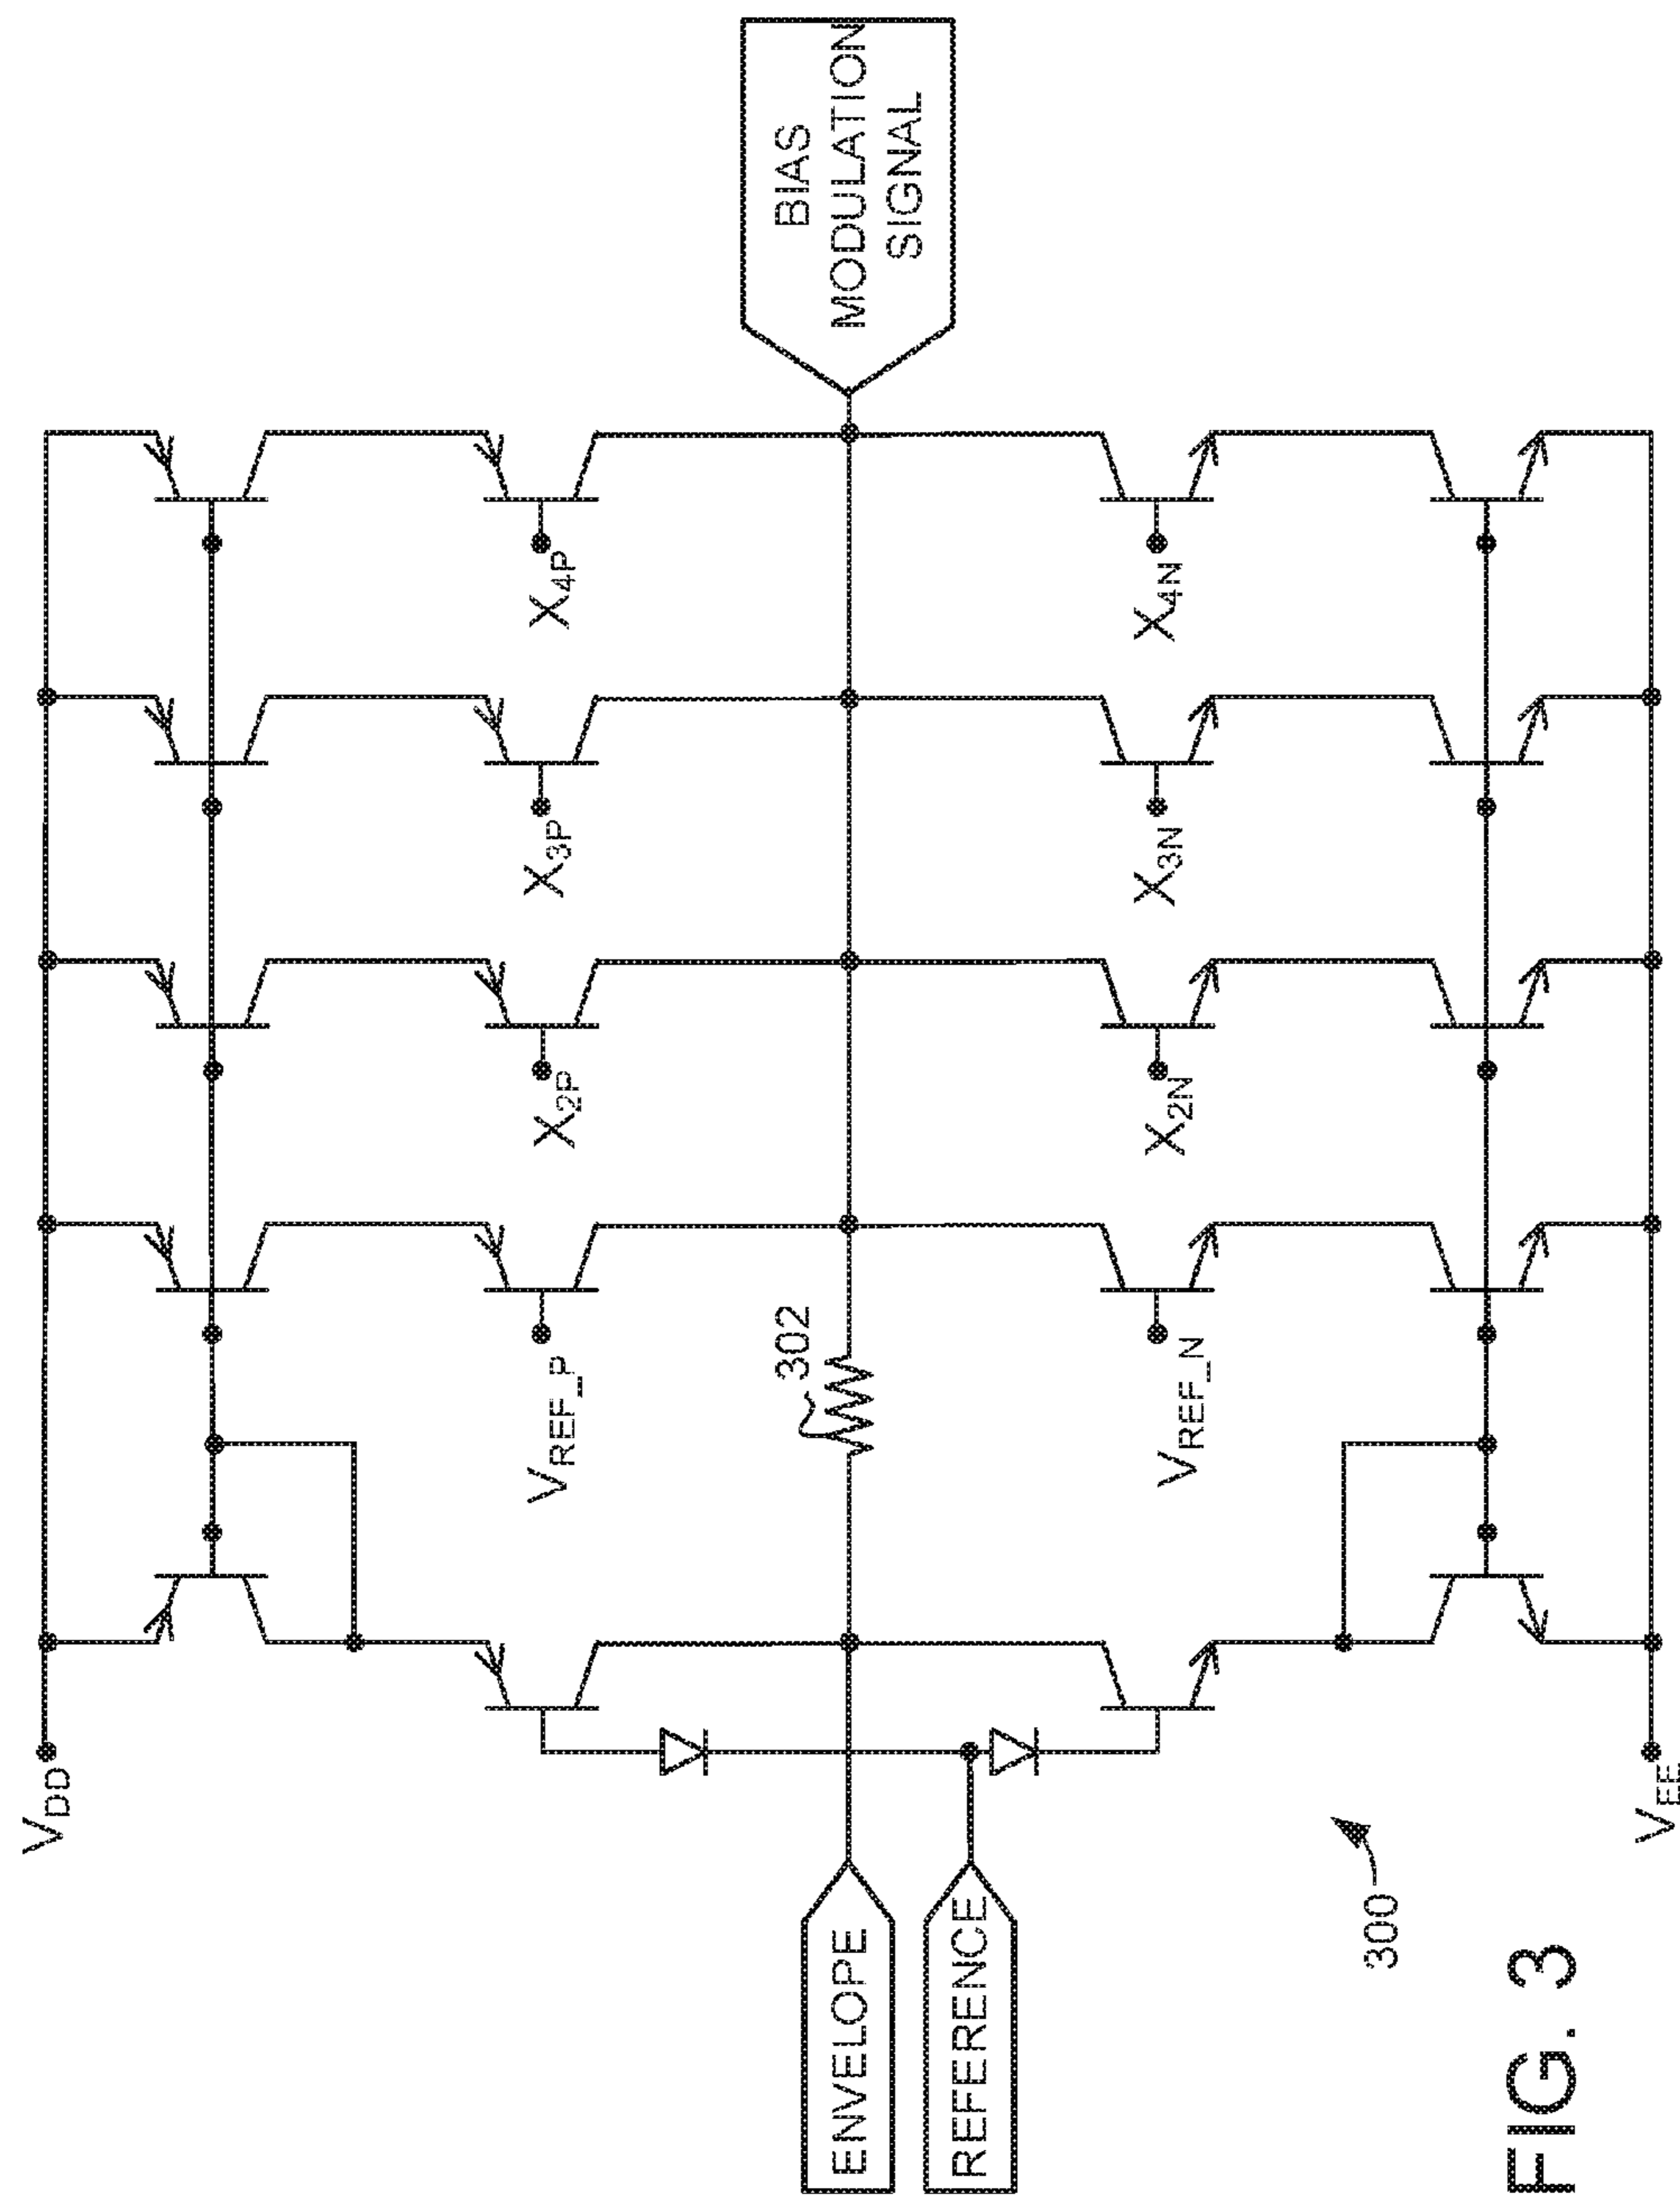 V_DD
ENVELOPE
REFERENCE
V_EE
V_REF_P
302
V_REF_N
X_2P
X_2N
X_3P
X_3N
X_4P
X_4N
BIAS
MODULATION
SIGNAL
300
FIG. 3